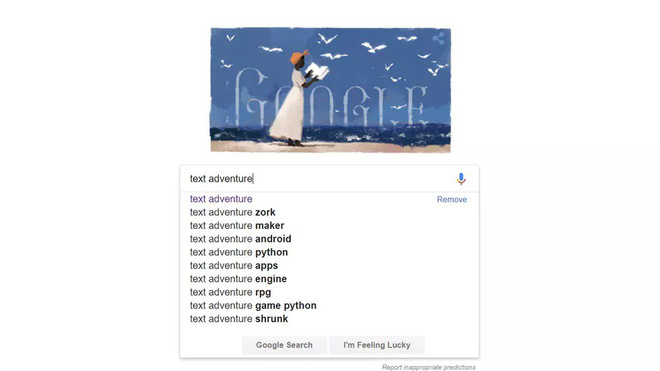 GOOGLE
text adventure
text adventure Remove
text adventure zork
text adventure maker
text adventure android
text adventure python
text adventure apps
text adventure engine
text adventure rpg
text adventure game python
text adventure shrunk
Google Search I'm Feeling Lucky
Report inappropriate predictions